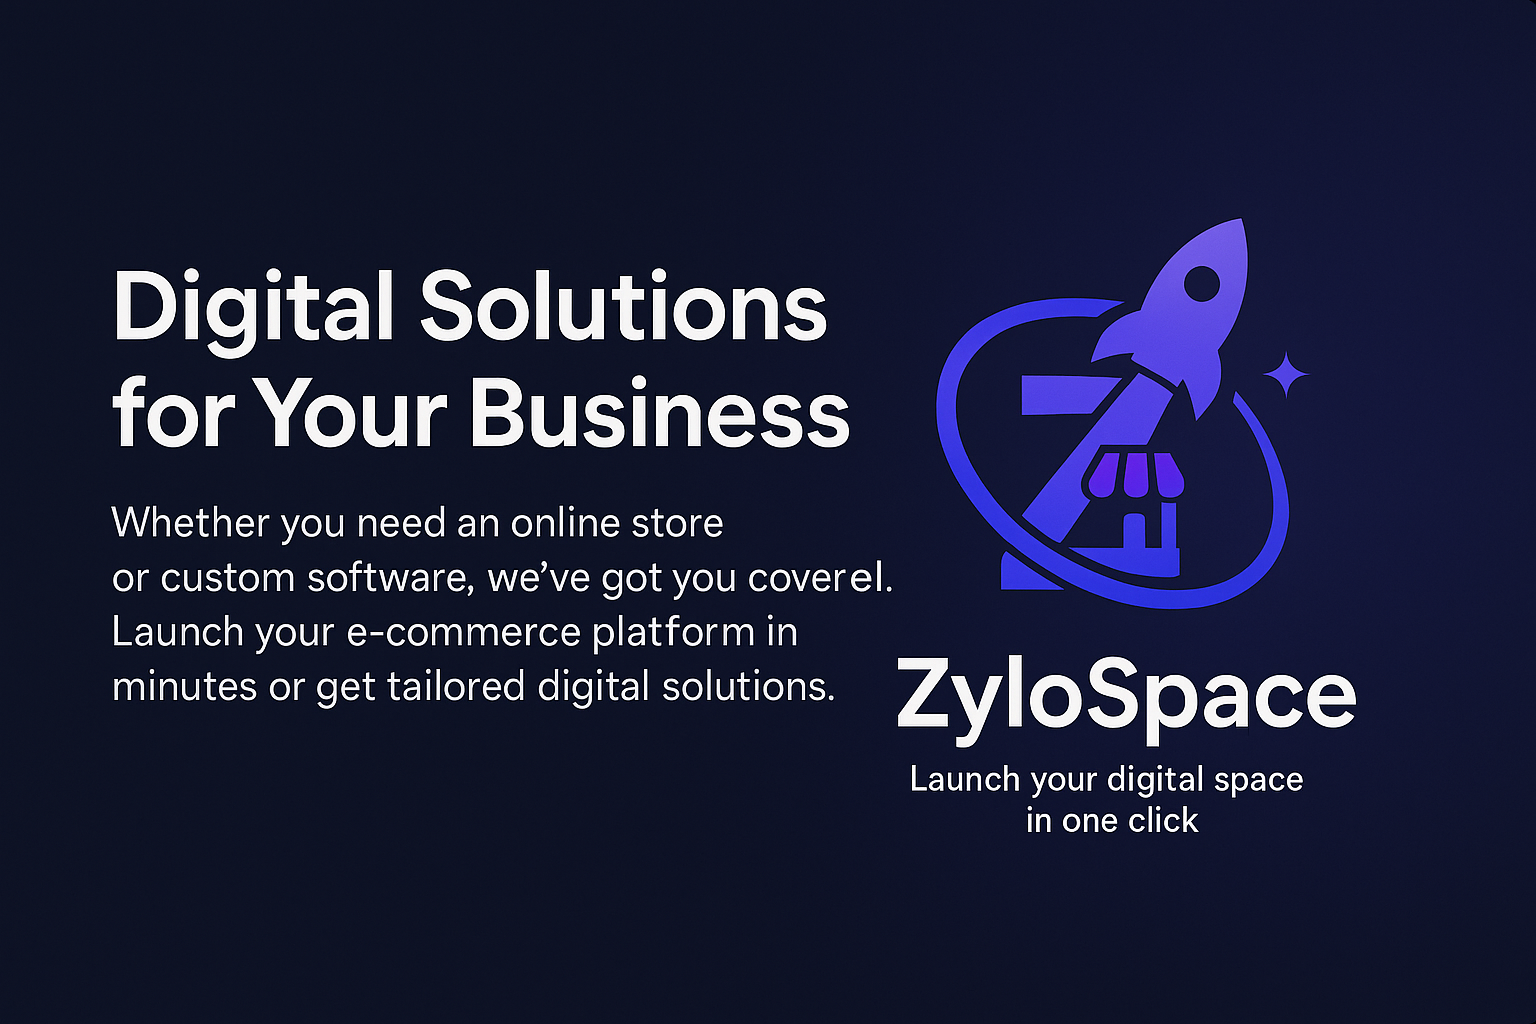 Digital Solutions
for Your Business
Whether you need an online store
or custom software, we’ve got you coverel.
Launch your e-commerce platform in
minutes or get tailored digital solutions.
Z
ZyloSpace
Launch your digital space
in one click